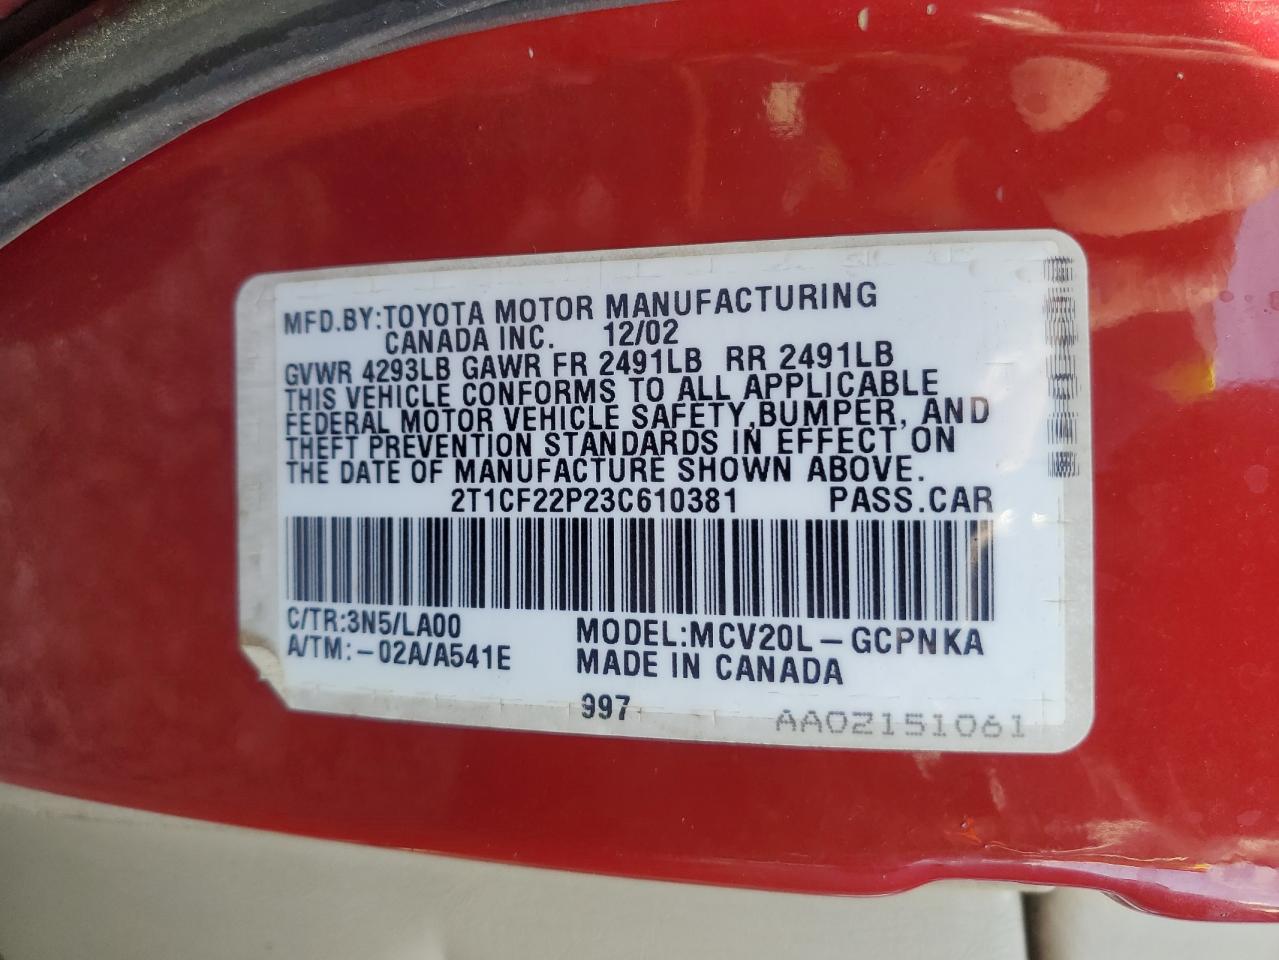 MFD.BY:TOYOTA MOTOR MANUFACTURING
CANADA INC. 12/02
GVWR 4293LB GAWR FR 2491LB RR 2491LB
THIS VEHICLE CONFORMS TO ALL APPLICABLE
FEDERAL MOTOR VEHICLE SAFETY,BUMPER, AND
THEFT PREVENTION STANDARDS IN EFFECT ON
THE DATE OF MANUFACTURE SHOWN ABOVE.
2T1CF22P23C610381 PASS.CAR
C/TR:3N5/LA00
A/TM:-02A/A541E
MODEL:MCV20L-GCPNKA
MADE IN CANADA
997
AA02151061